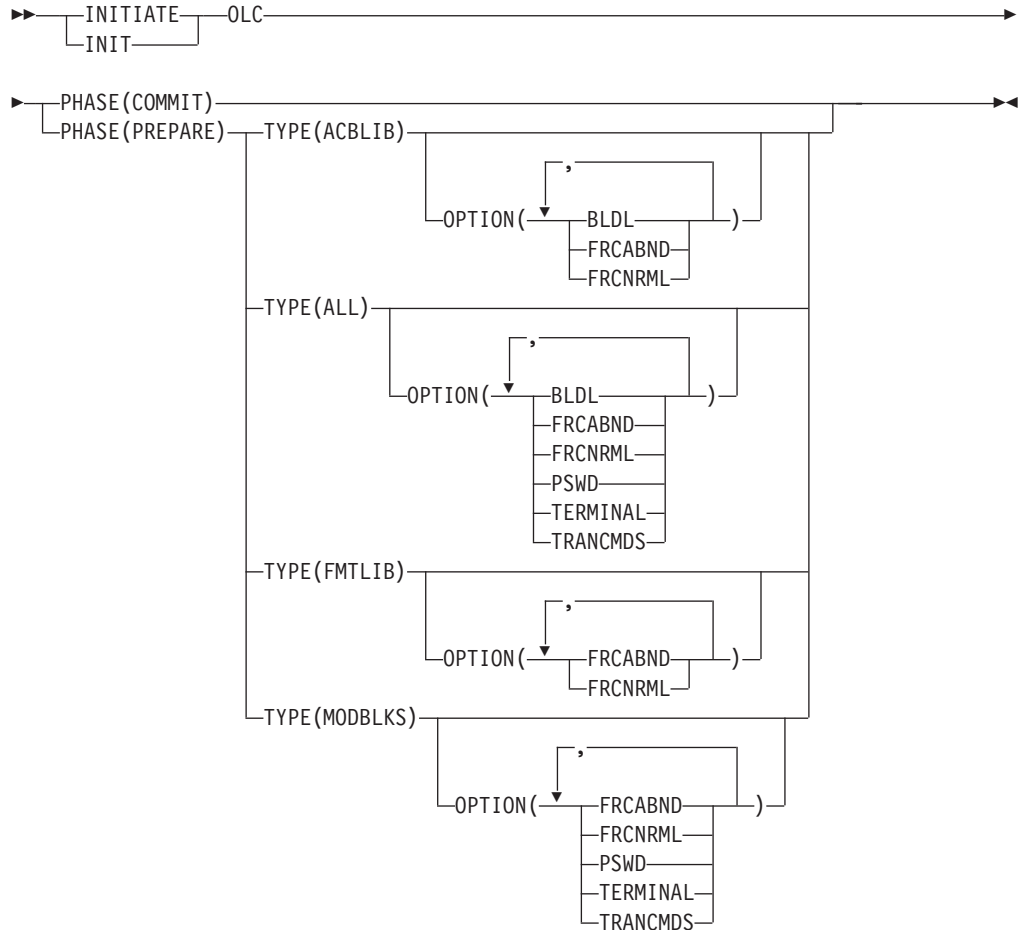 INITIATE OLC
INIT
PHASE(COMMIT)
PHASE(PREPARE) TYPE(ACBLIB)
,
OPTION( BLDL )
FRCABND
FRCNRML
TYPE(ALL)
,
OPTION( BLDL )
FRCABND
FRCNRML
PSWD
TERMINAL
TRANCMDS
TYPE(FMTLIB)
,
OPTION( FRCABND )
FRCNRML
TYPE(MODBLKS)
,
OPTION( FRCABND )
FRCNRML
PSWD
TERMINAL
TRANCMDS